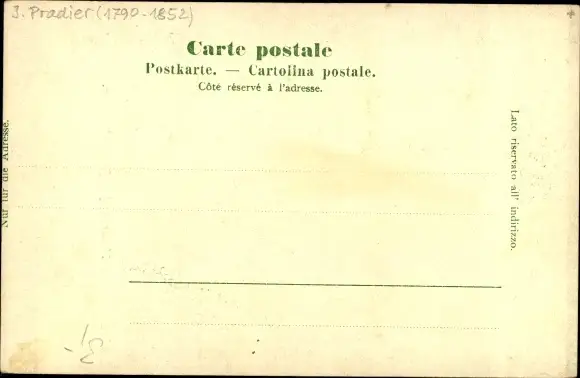 J. Pradier (1790-1852)
Carte postale
Postkarte. — Cartolina postale.
Côté réservé à l'adresse.
Nur für die Adresse.
Lato riservato all' indirizzo.